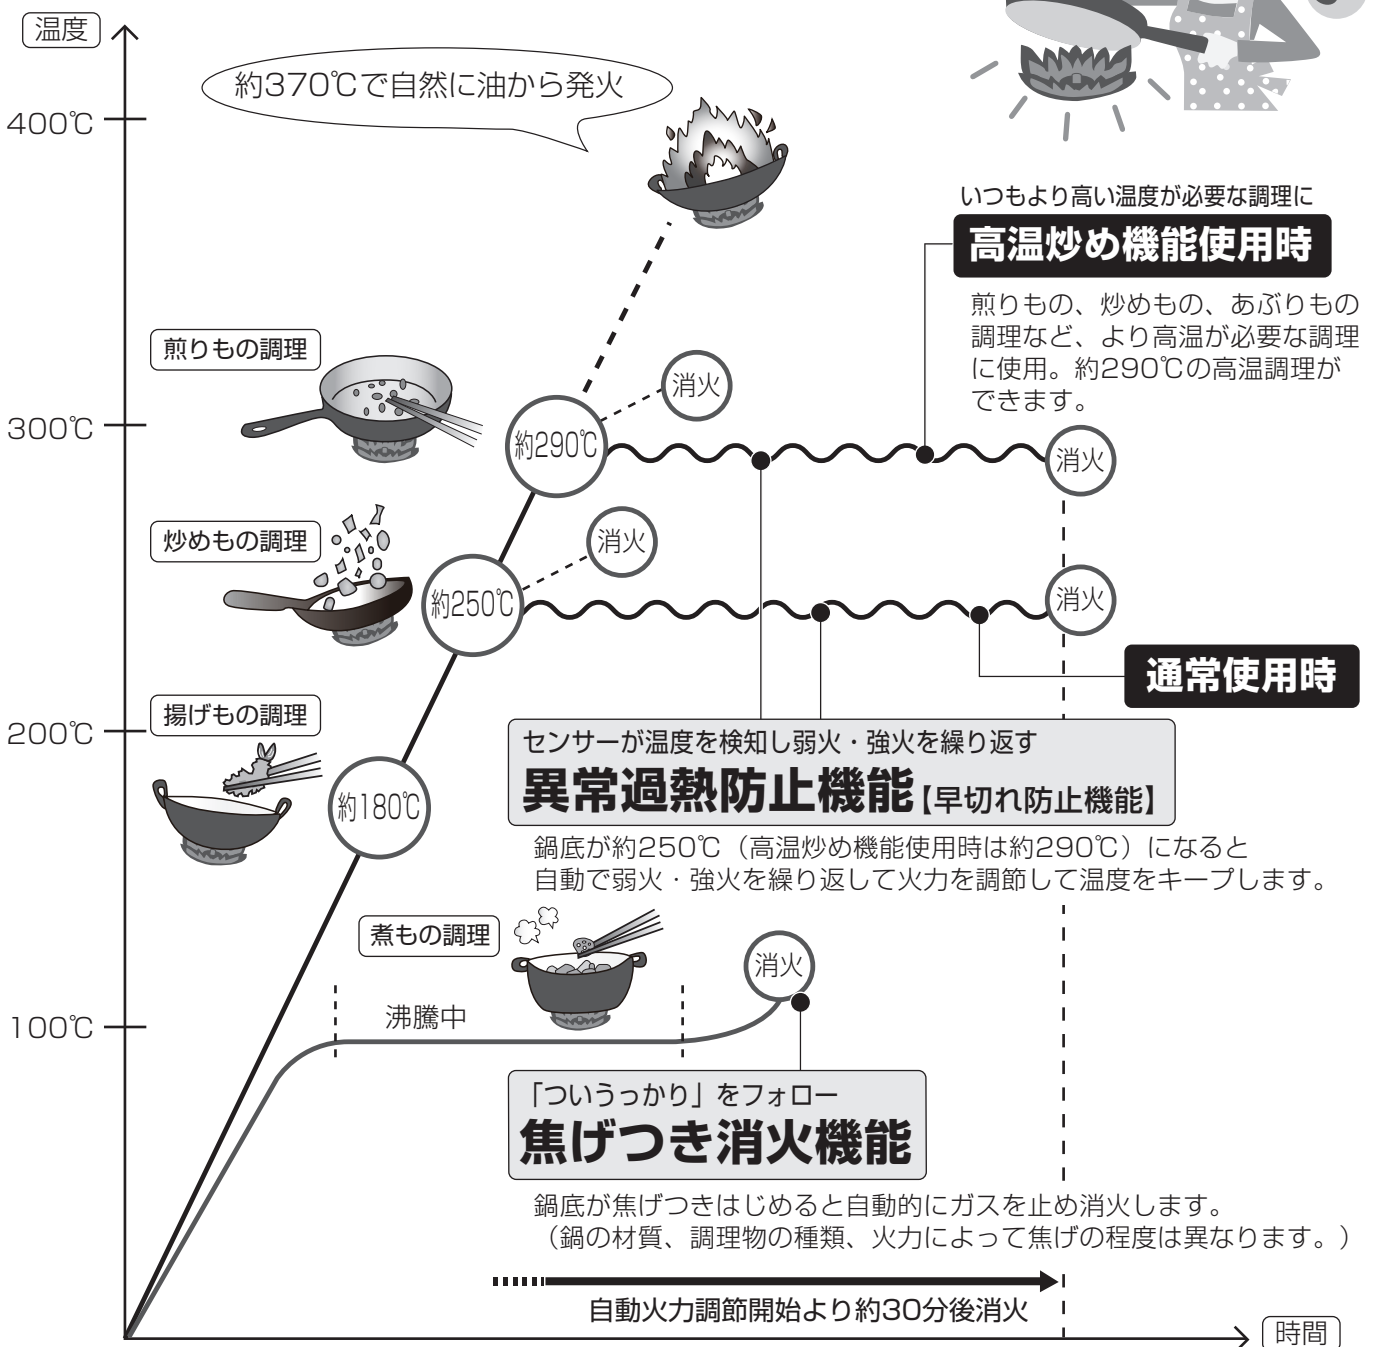 温度
約370℃で自然に油から発火
400℃
いつもより高い温度が必要な調理に
高温炒め機能使用時
煎りもの、炒めもの、あぶりもの
調理など、より高温が必要な調理
に使用。約290℃の高温調理が
できます。
煎りもの調理
消火
300℃
約290℃
消火
炒めもの調理
消火
約250℃
消火
通常使用時
揚げもの調理
200℃
約180℃
センサーが温度を検知し弱火・強火を繰り返す
異常過熱防止機能【早切れ防止機能】
鍋底が約250℃（高温炒め機能使用時は約290℃）になると
自動で弱火・強火を繰り返して火力を調節して温度をキープします。
煮もの調理
消火
沸騰中
100℃
「ついうっかり」をフォロー
焦げつき消火機能
鍋底が焦げつきはじめると自動的にガスを止め消火します。
（鍋の材質、調理物の種類、火力によって焦げの程度は異なります。）
自動火力調節開始より約30分後消火
時間